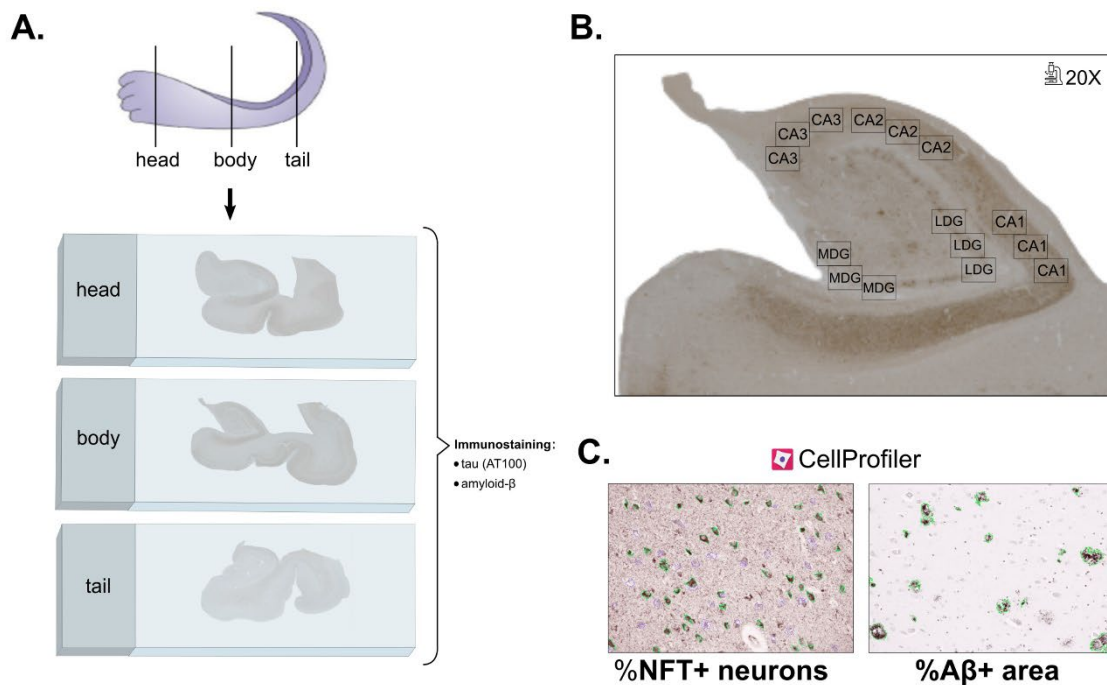 A.
head body tail
head
body
tail
Immunostaining:
• tau (AT100)
• amyloid-β
B.
20X
CA3
CA3
CA3
CA2
CA2
CA2
LDG
LDG
LDG
CA1
CA1
CA1
MDG
MDG
MDG
C.
CellProfiler
%NFT+ neurons
%Aβ+ area